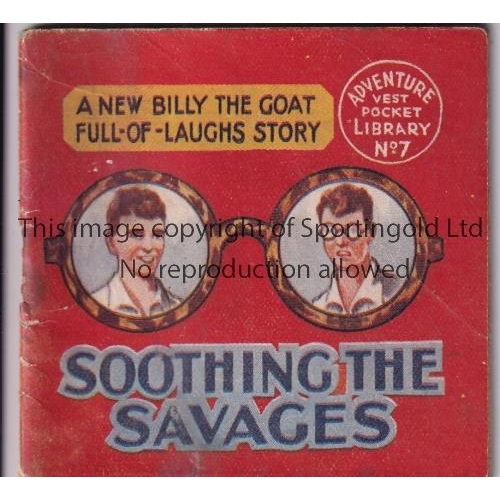 A NEW BILLY THE GOAT
FULL-OF-LAUGHS STORY
ADVENTURE
VEST
POCKET
LIBRARY
Nº7
This image copyright of Sportingold Ltd
No reproduction allowed
SOOTHING THE
SAVAGES